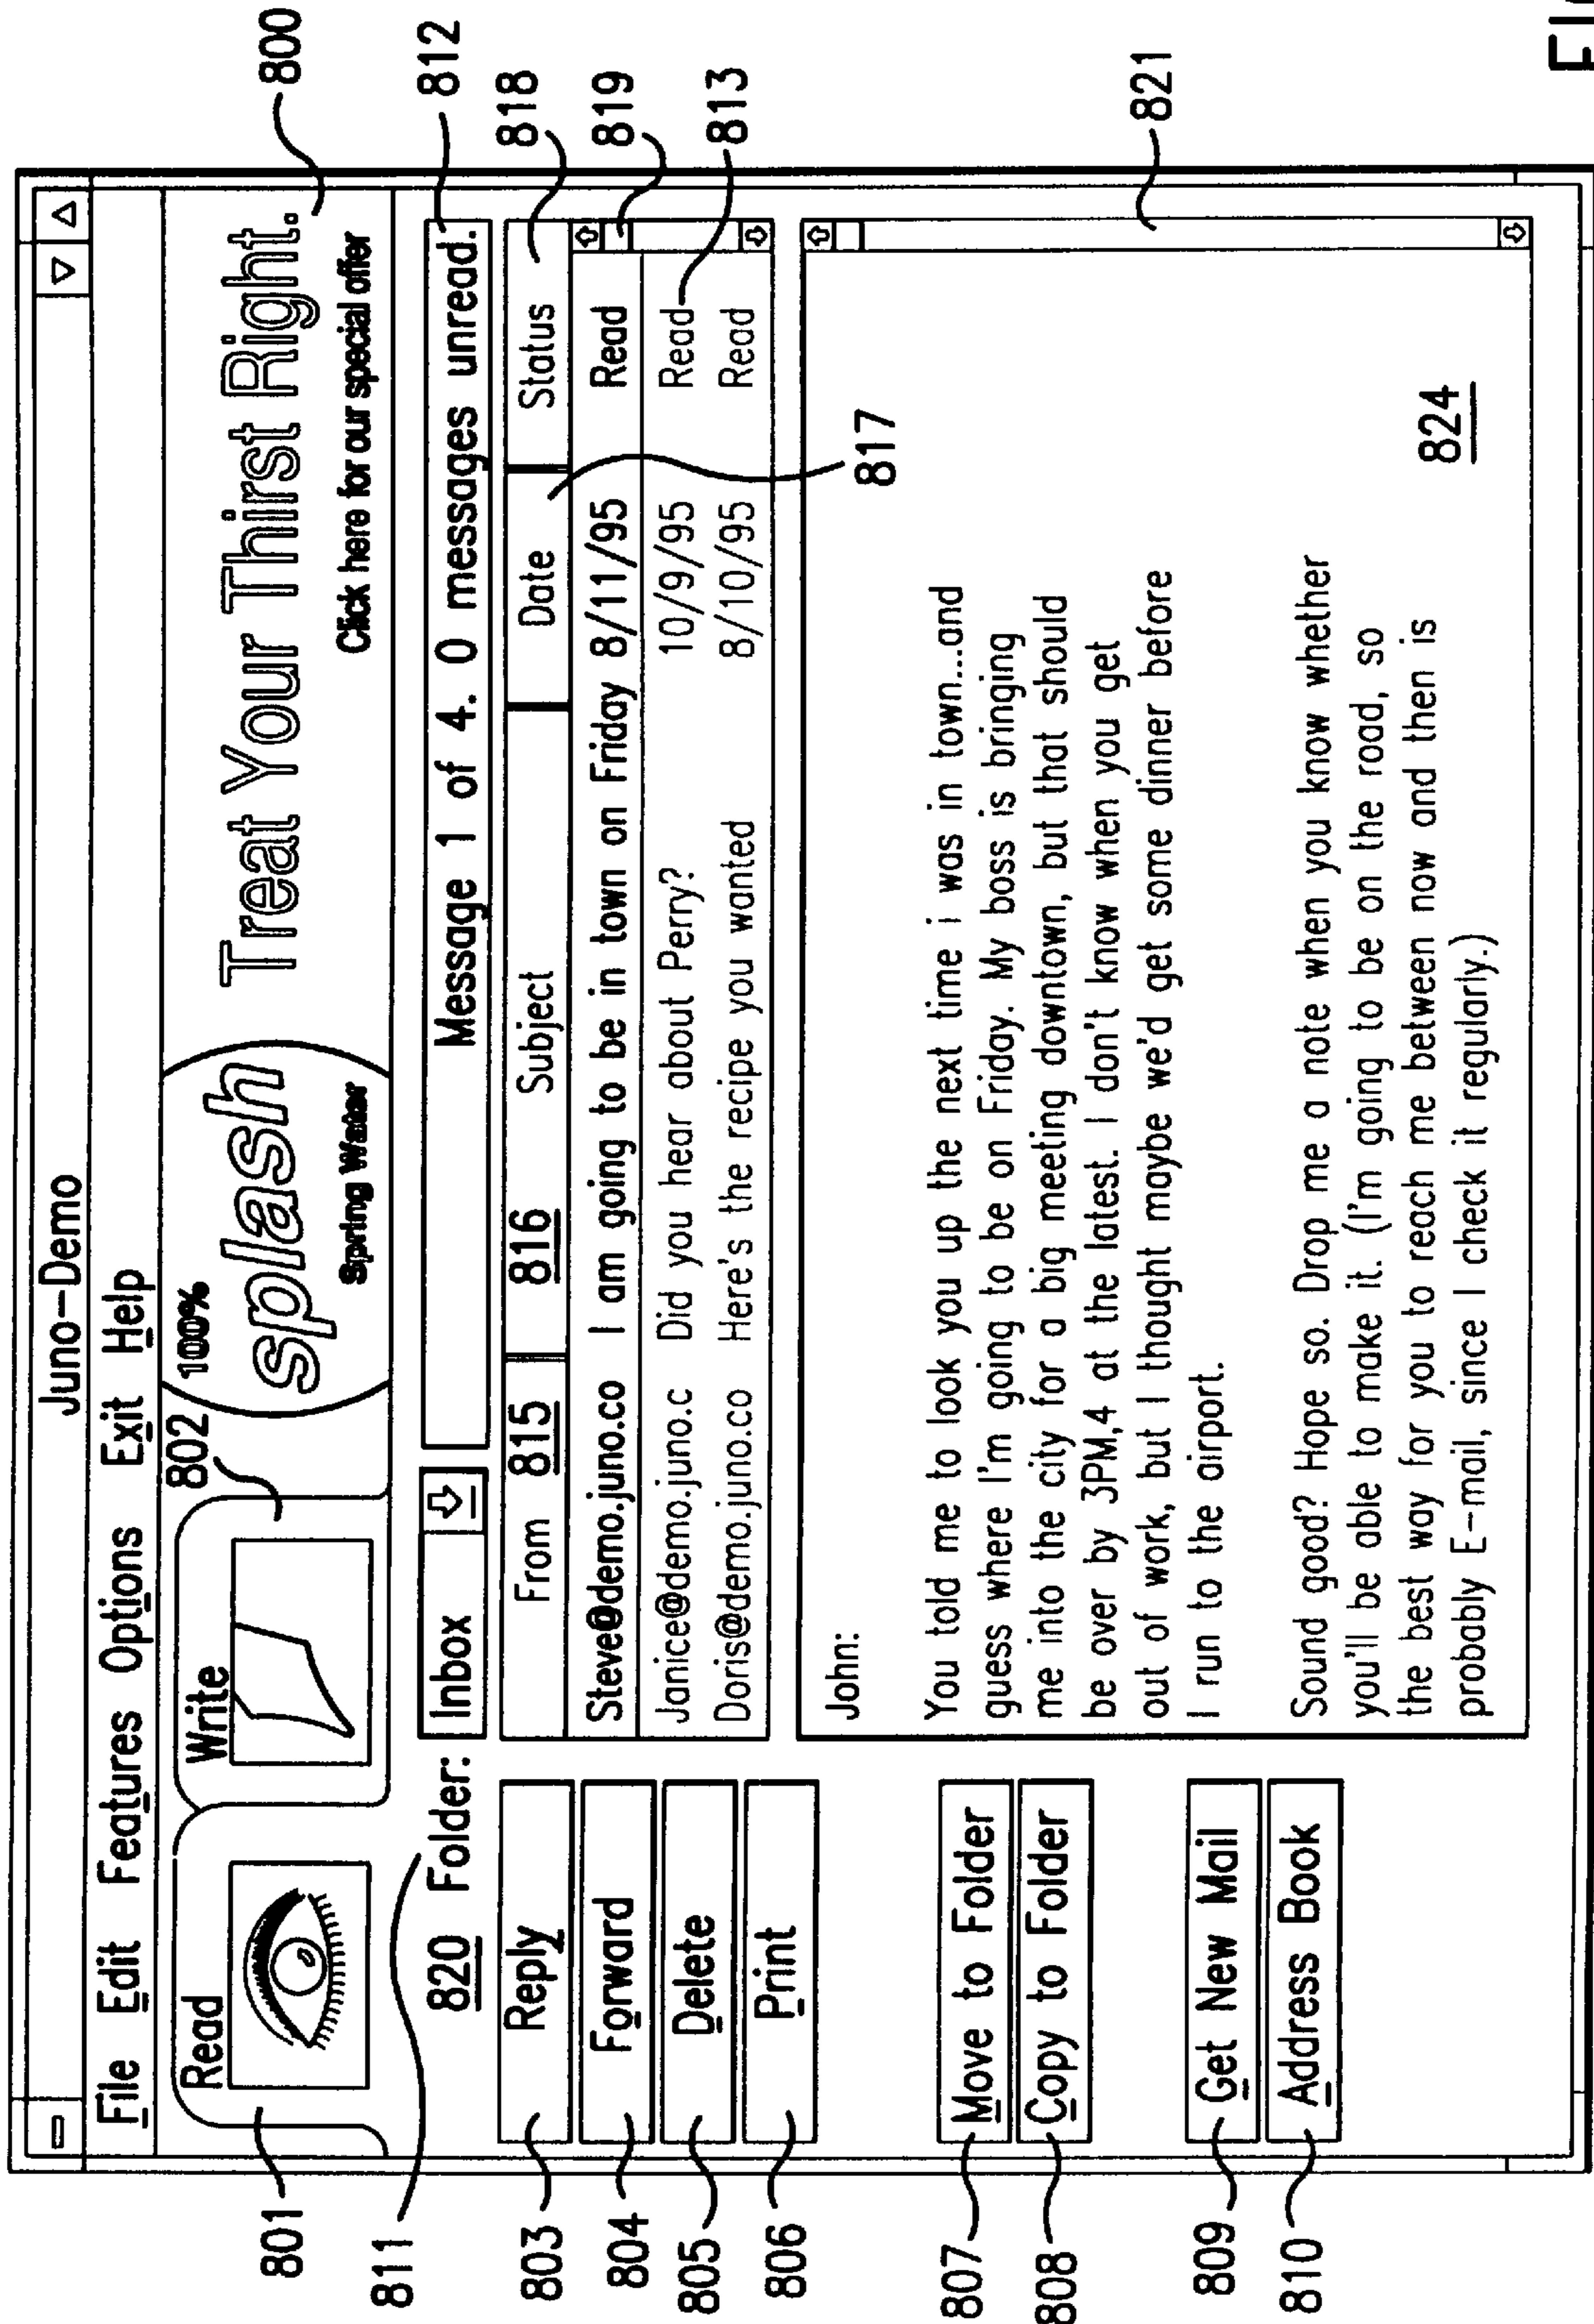 Juno-Demo
File Edit Features Options Exit Help
Read
Write
802
100%
splash
Spring Water
Treat Your Thirst Right.
Click here for our special offer
800
801
811
820 Folder: Inbox
Message 1 of 4. 0 messages unread.
812
From 815 816 Subject Date Status
818
Steve@demo.juno.co I am going to be in town on Friday 8/11/95 Read
819
Janice@demo.juno.c Did you hear about Perry? 10/9/95 Read
813
Doris@demo.juno.co Here's the recipe you wanted 8/10/95 Read
817
803 Reply
804 Forward
805 Delete
806 Print
807 Move to Folder
808 Copy to Folder
809 Get New Mail
810 Address Book
John:
821
You told me to look you up the next time i was in town...and
guess where I'm going to be on Friday. My boss is bringing
me into the city for a big meeting downtown, but that should
be over by 3PM,4 at the latest. I don't know when you get
out of work, but I thought maybe we'd get some dinner before
I run to the airport.
Sound good? Hope so. Drop me a note when you know whether
you'll be able to make it. (I'm going to be on the road, so
the best way for you to reach me between now and then is
probably E-mail, since I check it regularly.)
824